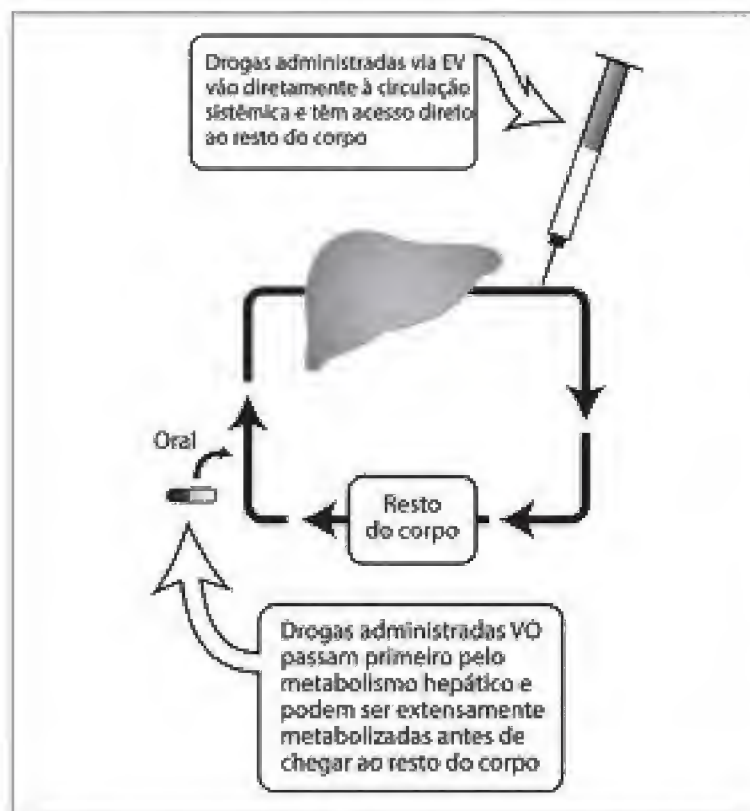 Drogas administradas via EV
vão diretamente à circulação
sistêmica e têm acesso direto
ao resto do corpo
Oral
Resto
do corpo
Drogas administradas VO
passam primeiro pelo
metabolismo hepático e
podem ser extensamente
metabolizadas antes de
chegar ao resto do corpo